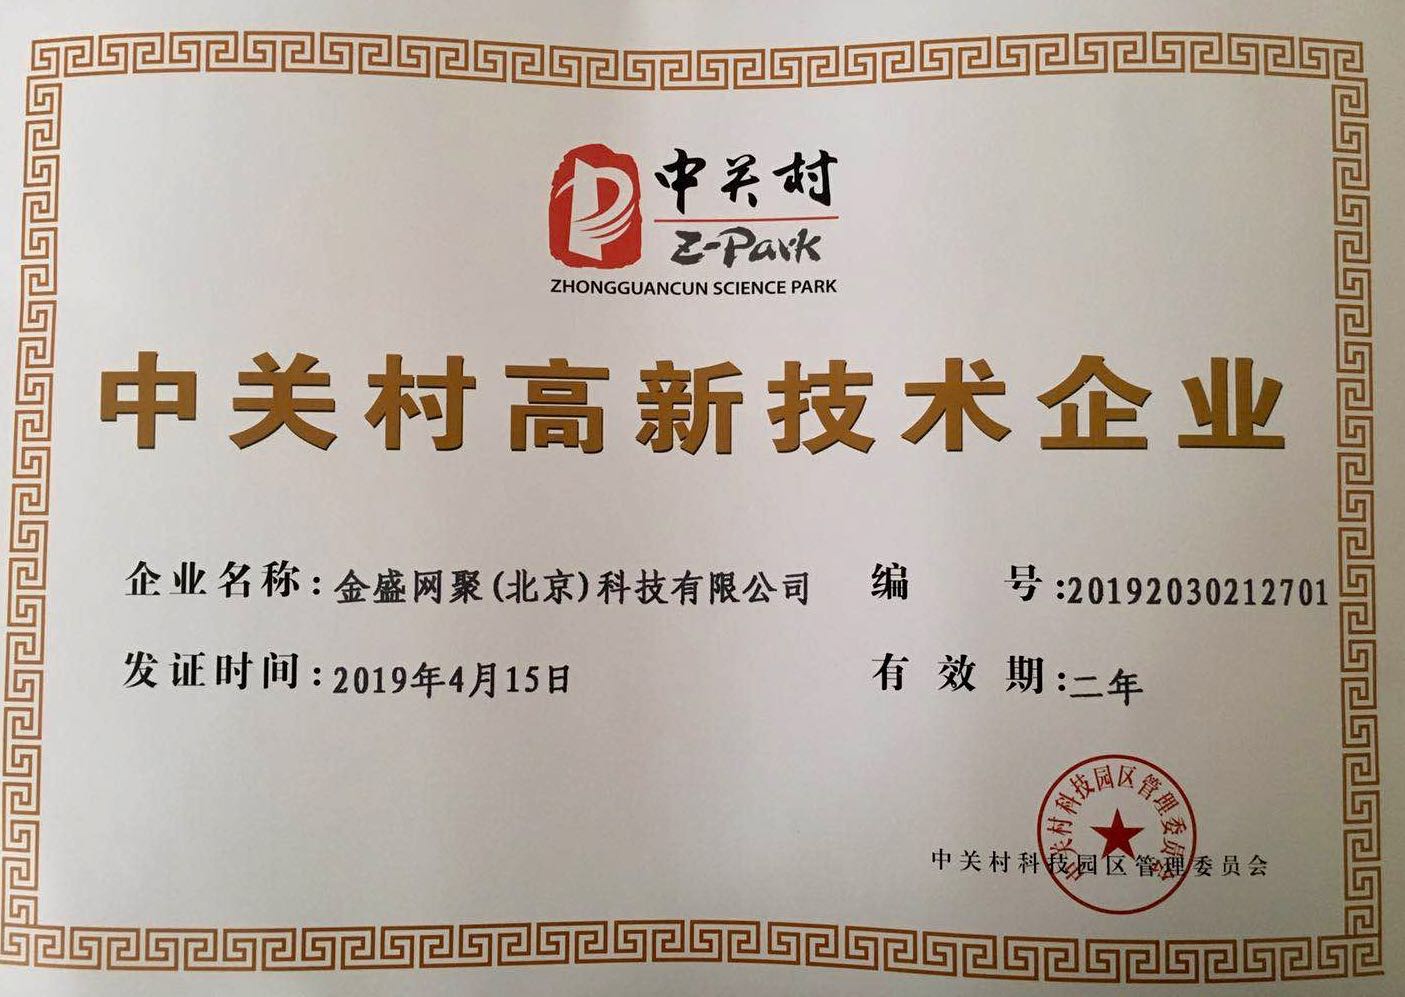 中关村
Z-Park
ZHONGGUANCUN SCIENCE PARK
中关村高新技术企业
企业名称:金盛网聚(北京)科技有限公司 编 号:20192030212701
发证时间:2019年4月15日 有 效 期:二年
中关村科技园区管理委员会
中关村科技园区管理委员会